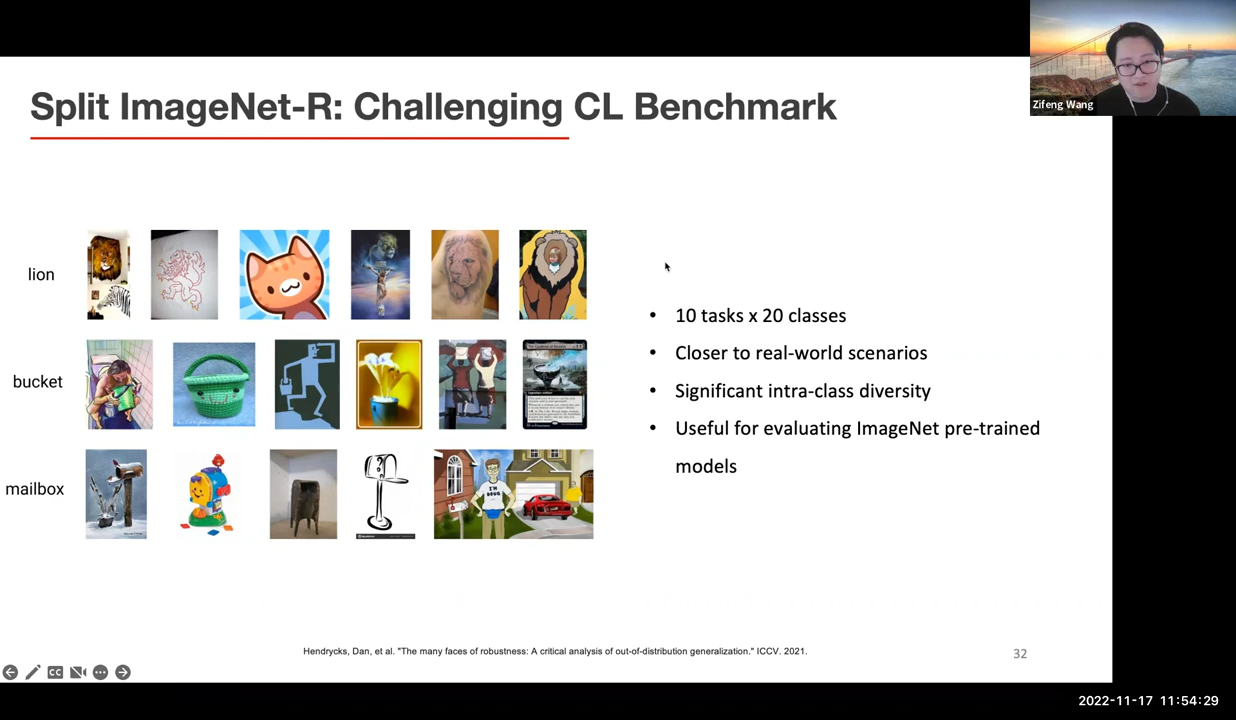 Zifeng Wang
Split ImageNet-R: Challenging CL Benchmark
lion
bucket
mailbox
I'M
DOUG
• 10 tasks x 20 classes
• Closer to real-world scenarios
• Significant intra-class diversity
• Useful for evaluating ImageNet pre-trained
models
Hendrycks, Dan, et al. "The many faces of robustness: A critical analysis of out-of-distribution generalization." ICCV. 2021.
32
CC
2022-11-17 11:54:29